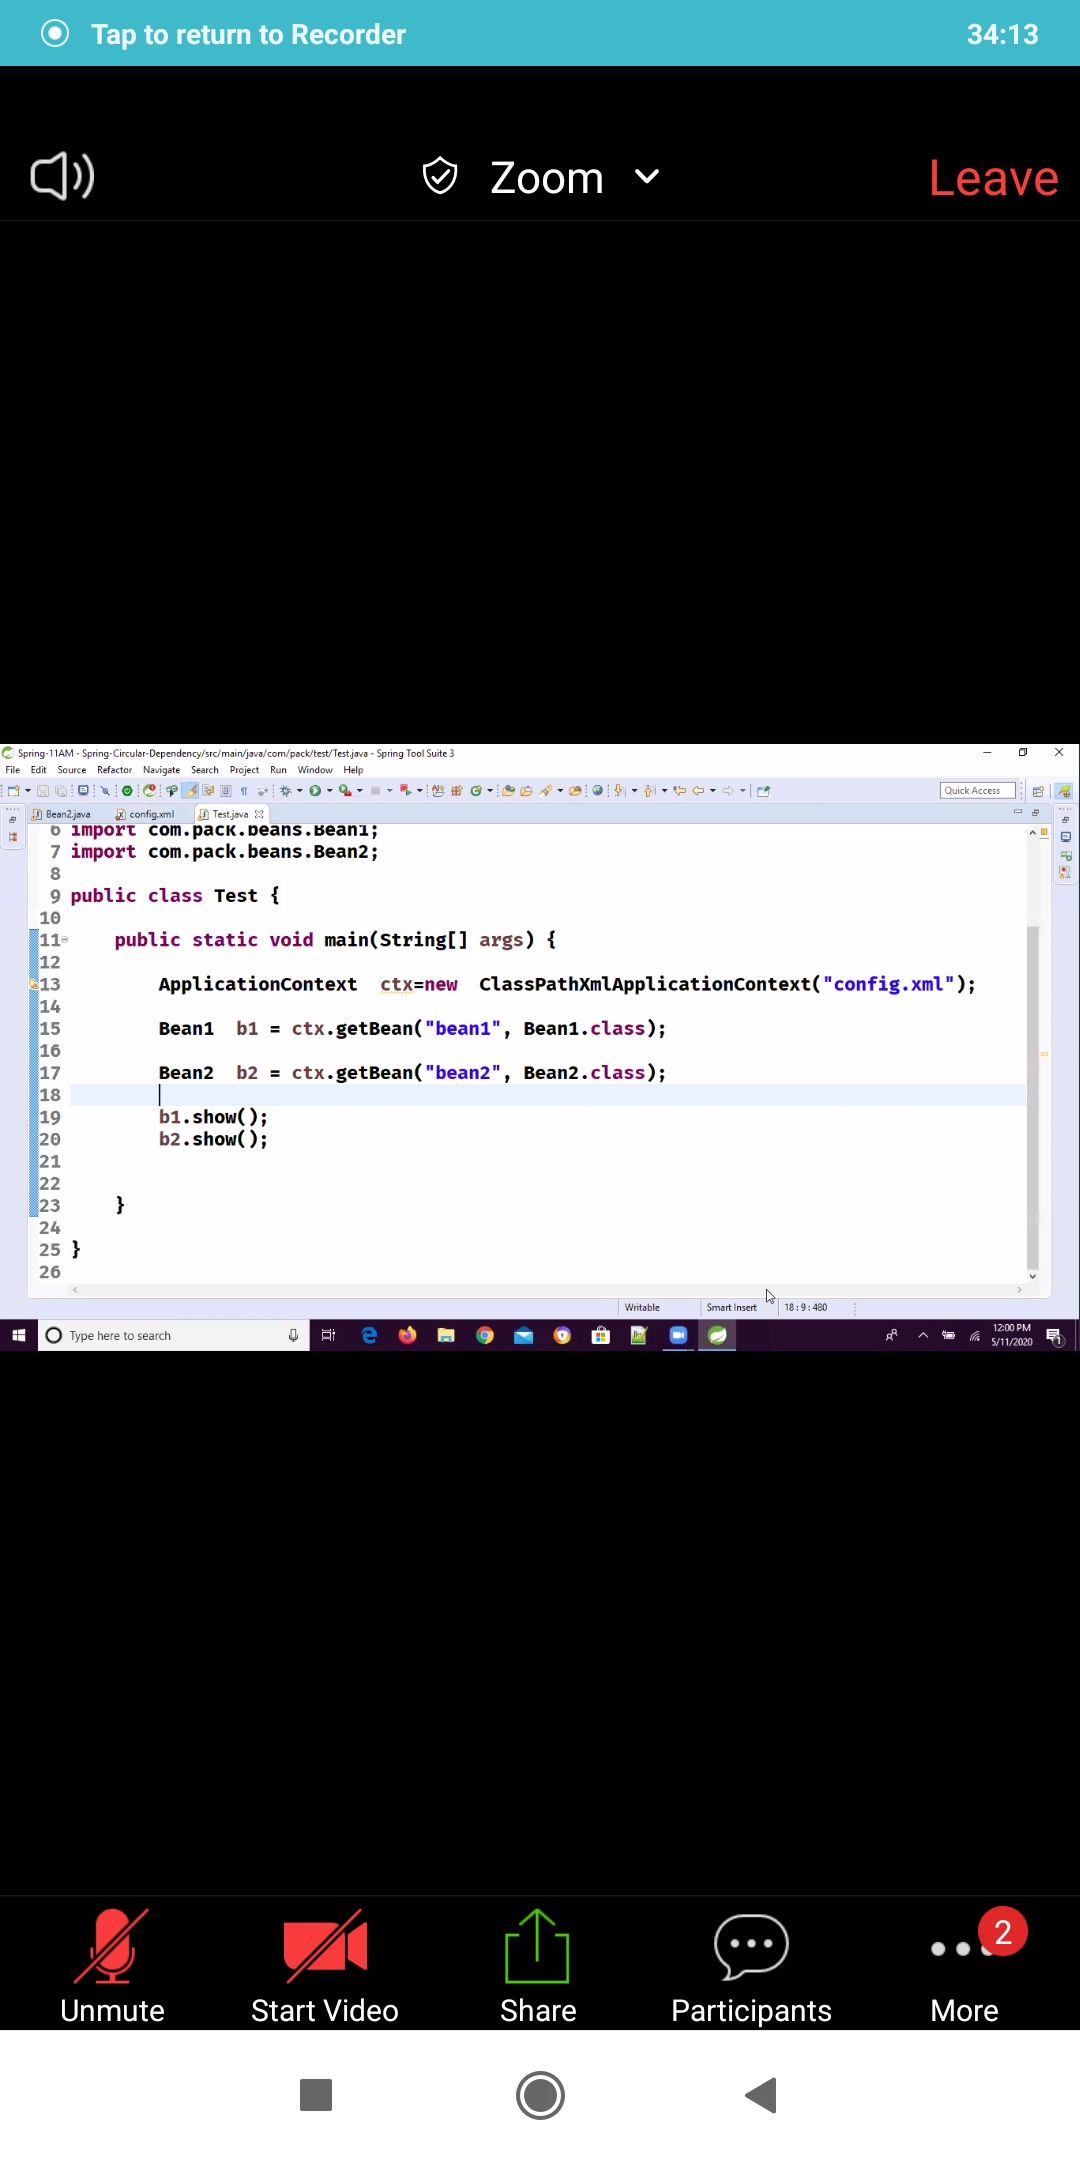 Tap to return to Recorder
34:13
Zoom
Leave
Spring-11AM - Spring-Circular-Dependency/src/main/java/com/pack/test/Test.java - Spring Tool Suite 3
File Edit Source Refactor Navigate Search Project Run Window Help
Quick Access
Bean2.java config.xml Test.java
6 import com.pack.beans.Bean1;
7 import com.pack.beans.Bean2;
8
9 public class Test {
10
11 public static void main(String[] args) {
12
13 ApplicationContext ctx=new ClassPathXmlApplicationContext("config.xml");
14
15 Bean1 b1 = ctx.getBean("bean1", Bean1.class);
16
17 Bean2 b2 = ctx.getBean("bean2", Bean2.class);
18
19 b1.show();
20 b2.show();
21
22
23 }
24
25 }
26
Writable Smart Insert 18 : 9 : 480
Type here to search
12:00 PM
5/11/2020
1
2
Unmute Start Video Share Participants More